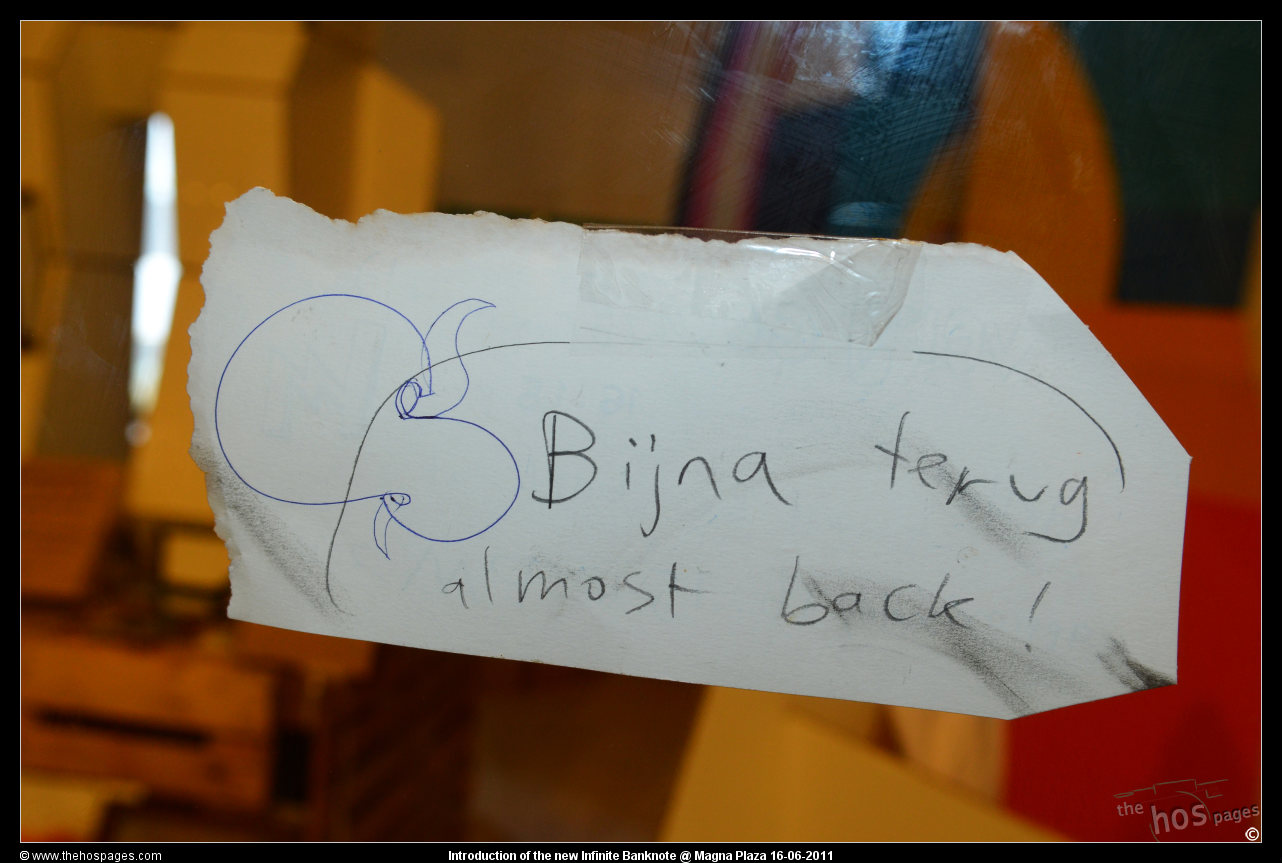 Bijna terug
almost back!
the hos pages
©
© www.thehospages.com
Introduction of the new Infinite Banknote @ Magna Plaza 16-06-2011